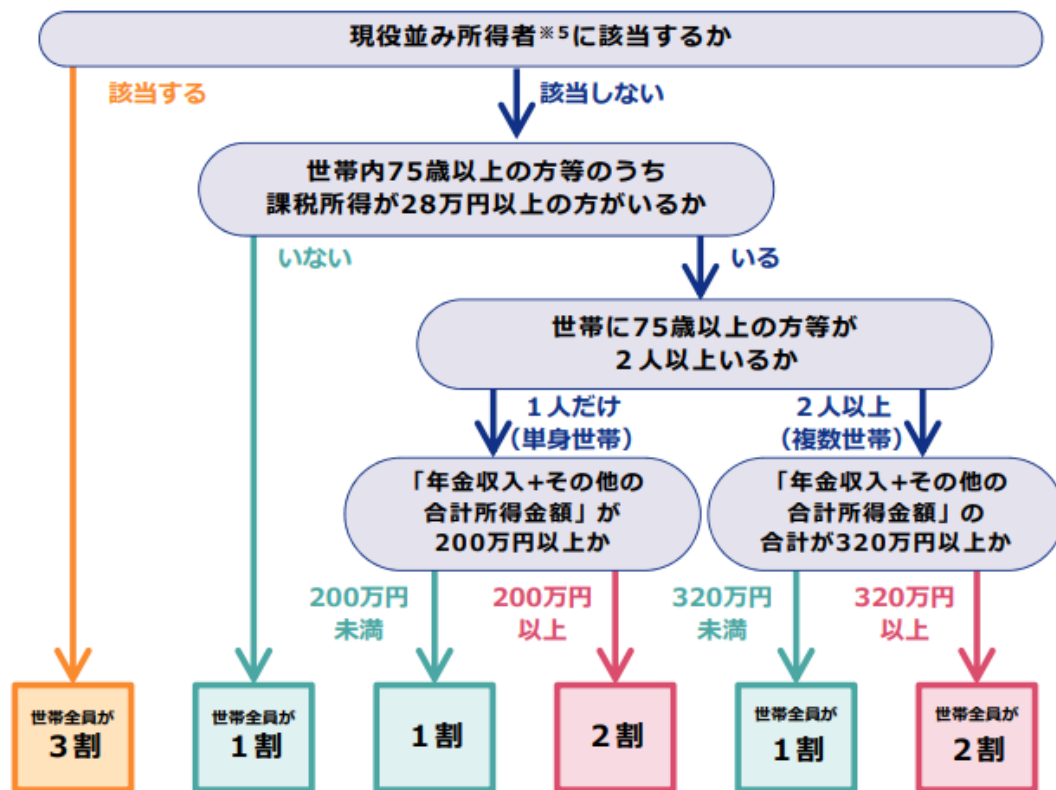 現役並み所得者※5に該当するか
該当する
該当しない
世帯内75歳以上の方等のうち
課税所得が28万円以上の方がいるか
いない
いる
世帯に75歳以上の方等が
２人以上いるか
１人だけ
（単身世帯）
２人以上
（複数世帯）
「年金収入+その他の
合計所得金額」が
200万円以上か
「年金収入+その他の
合計所得金額」の
合計が320万円以上か
200万円
未満
200万円
以上
320万円
未満
320万円
以上
世帯全員が
３割
世帯全員が
１割
１割
２割
世帯全員が
１割
世帯全員が
２割